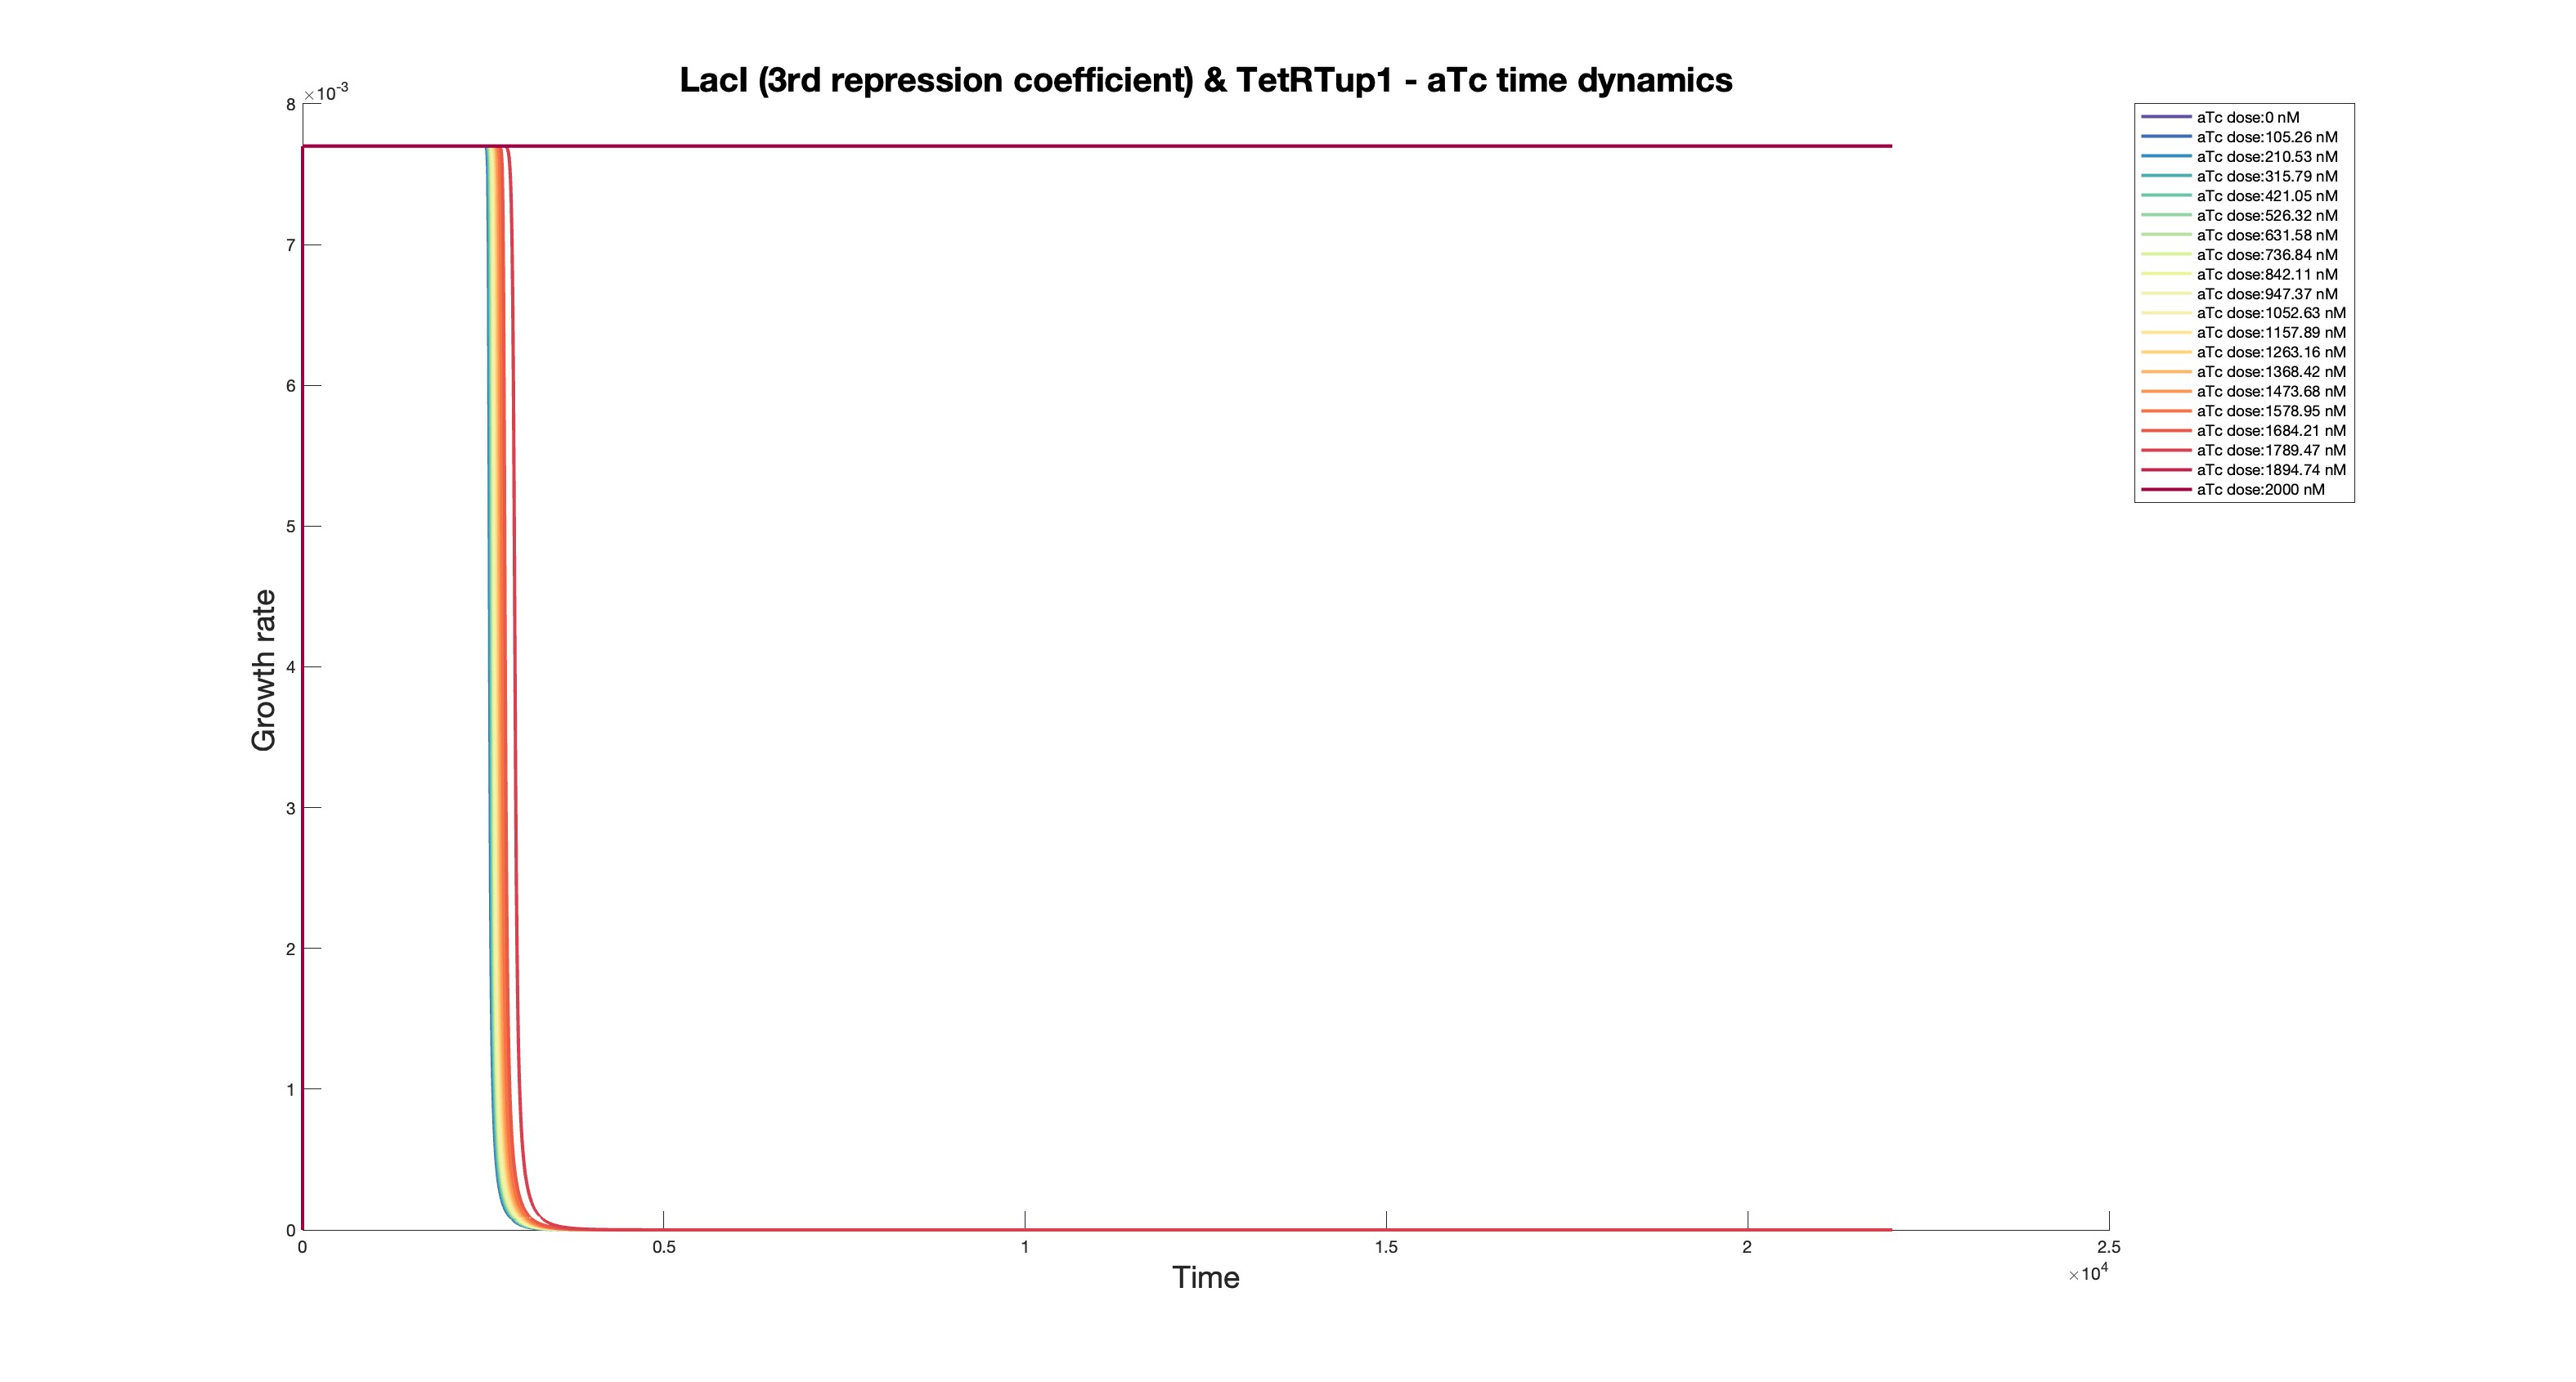 LacI (3rd repression coefficient) & TetRTup1 - aTc time dynamics
×10-3
8
7
6
5
4
3
2
1
0
Growth rate
0 0.5 1 1.5 2 2.5
×104
Time
aTc dose:0 nM
aTc dose:105.26 nM
aTc dose:210.53 nM
aTc dose:315.79 nM
aTc dose:421.05 nM
aTc dose:526.32 nM
aTc dose:631.58 nM
aTc dose:736.84 nM
aTc dose:842.11 nM
aTc dose:947.37 nM
aTc dose:1052.63 nM
aTc dose:1157.89 nM
aTc dose:1263.16 nM
aTc dose:1368.42 nM
aTc dose:1473.68 nM
aTc dose:1578.95 nM
aTc dose:1684.21 nM
aTc dose:1789.47 nM
aTc dose:1894.74 nM
aTc dose:2000 nM